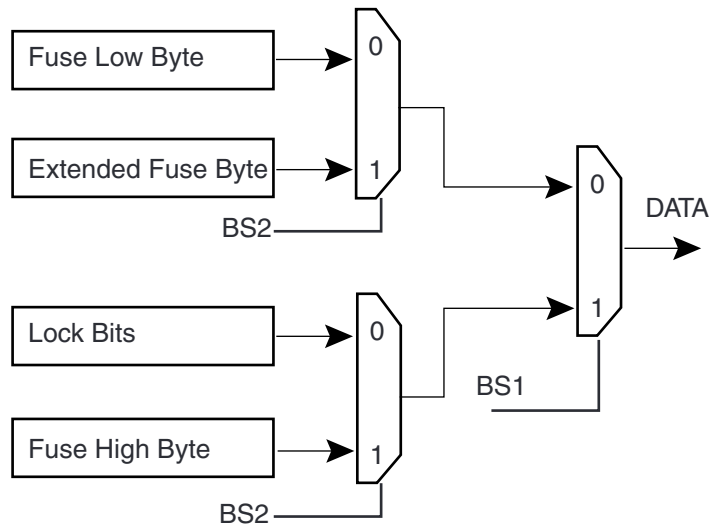 Fuse Low Byte
0
Extended Fuse Byte
1
BS2
0
DATA
Lock Bits
0
1
BS1
Fuse High Byte
1
BS2